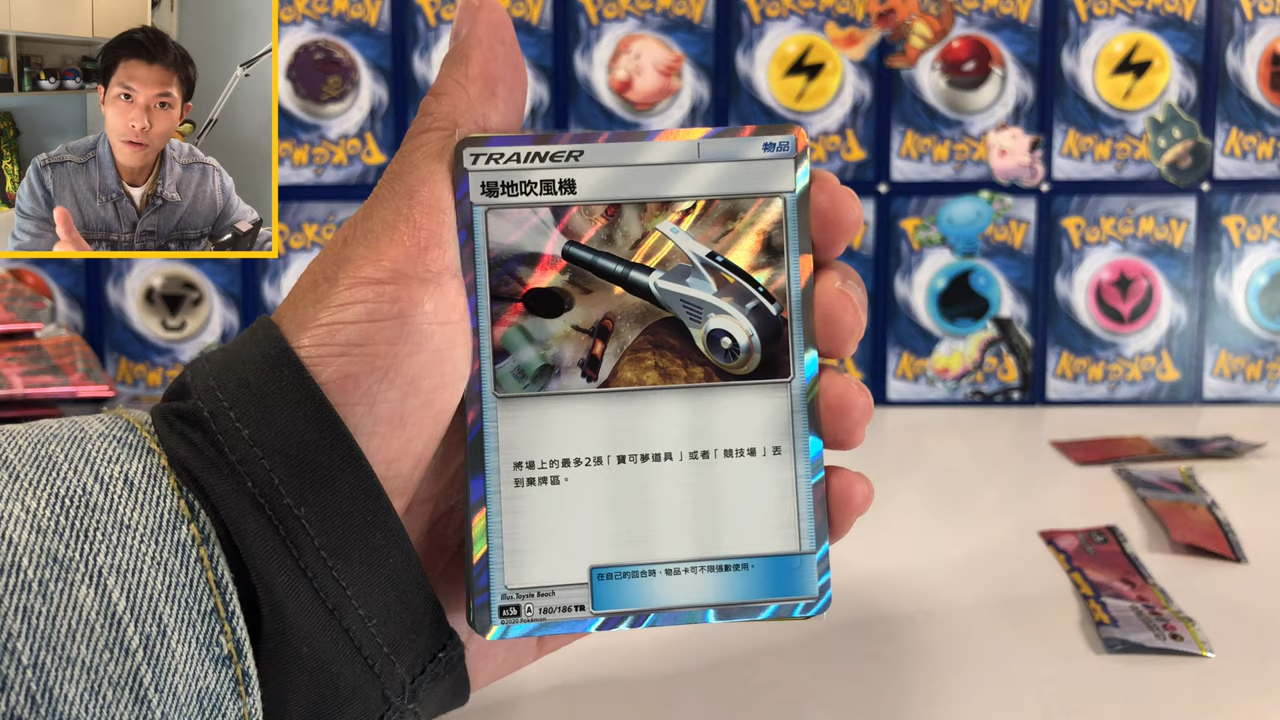 TRAINER
物品
場地吹風機
將場上的最多2張「寶可夢道具」或者「競技場」丟
到棄牌區。
在自己的回合時，物品卡可不限張數使用。
Illus.Toyste Beach
AS5b A 180/186 TR
©2020 Pokémon
POKéMON
POKéMON
POKéMON
POKéMON
POKéMON
POKéMON
POKéMON
POKéMON
POKéMON